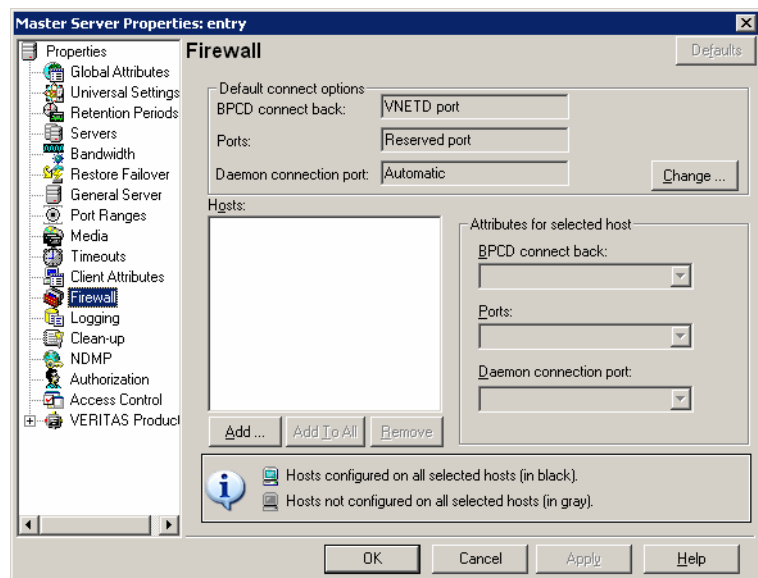 Master Server Properties: entry
Properties
Global Attributes
Universal Settings
Retention Periods
Servers
Bandwidth
Restore Failover
General Server
Port Ranges
Media
Timeouts
Client Attributes
Firewall
Logging
Clean-up
NDMP
Authorization
Access Control
VERITAS Product
Firewall
Defaults
Default connect options
BPCD connect back: VNETD port
Ports: Reserved port
Daemon connection port: Automatic
Change ...
Hosts:
Attributes for selected host
BPCD connect back:
Ports:
Daemon connection port:
Add ... Add To All Remove
Hosts configured on all selected hosts (in black).
Hosts not configured on all selected hosts (in gray).
OK Cancel Apply Help